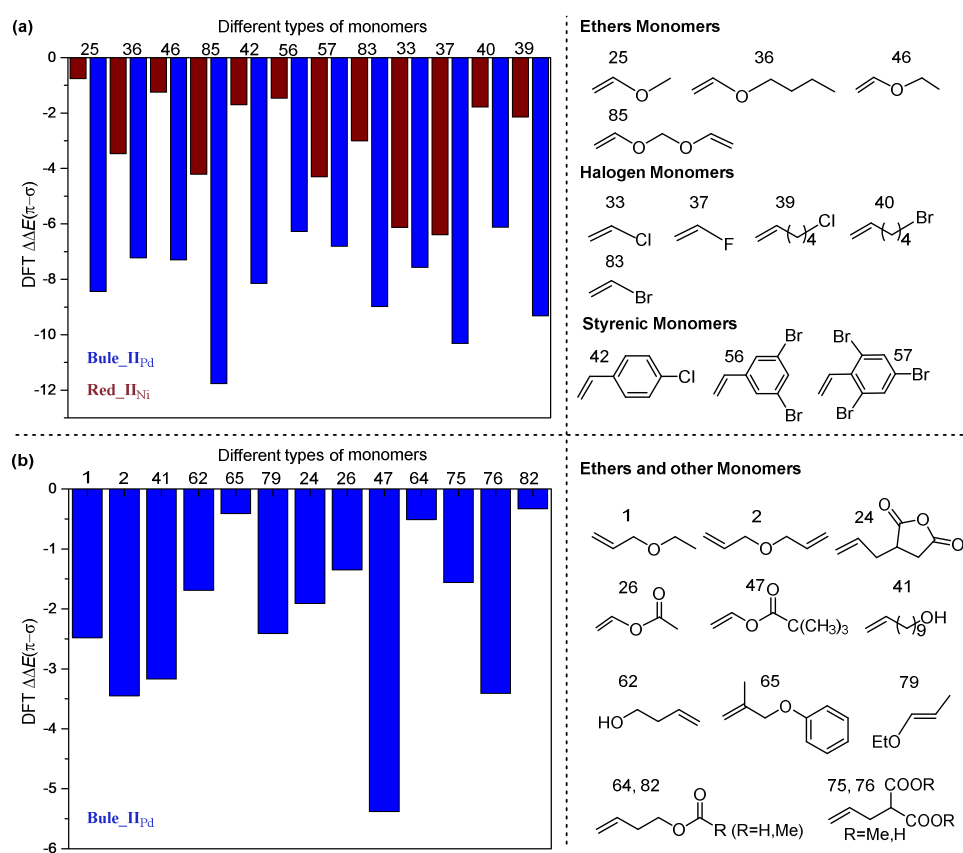 (a)
Different types of monomers
25 36 46 85 42 56 57 83 33 37 40 39
0
-2
-4
-6
-8
-10
-12
DFT ΔΔE(π−σ)
Bule_II_Pd
Red_II_Ni
Ethers Monomers
25 36 46
O O O
85
O O
Halogen Monomers
33 37 39 40
Cl F 4 Cl 4 Br
83
Br
Styrenic Monomers
42 56 57
Cl Br Br Br Br Br
(b)
Different types of monomers
1 2 41 62 65 79 24 26 47 64 75 76 82
0
-1
-2
-3
-4
-5
-6
DFT ΔΔE(π−σ)
Bule_II_Pd
Ethers and other Monomers
1 2 24
O O O O O
26 47 41
O O O O C(CH3)3 9 OH
62 65 79
HO O EtO
64, 82 75, 76
O O R (R=H,Me) COOR COOR
R=Me,H